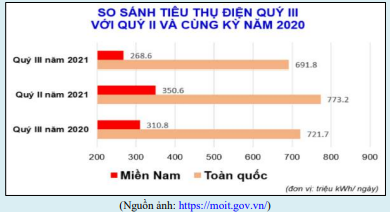 SO SÁNH TIÊU THỤ ĐIỆN QUÝ III
VỚI QUÝ II VÀ CÙNG KỲ NĂM 2020
Quý III năm 2021
268.6
691.8
Quý II năm 2021
350.6
773.2
Quý III năm 2020
310.8
721.7
200 300 400 500 600 700 800 900
Miền Nam Toàn quốc
(đơn vị: triệu kWh/ ngày)
(Nguồn ảnh: https://moit.gov.vn/)